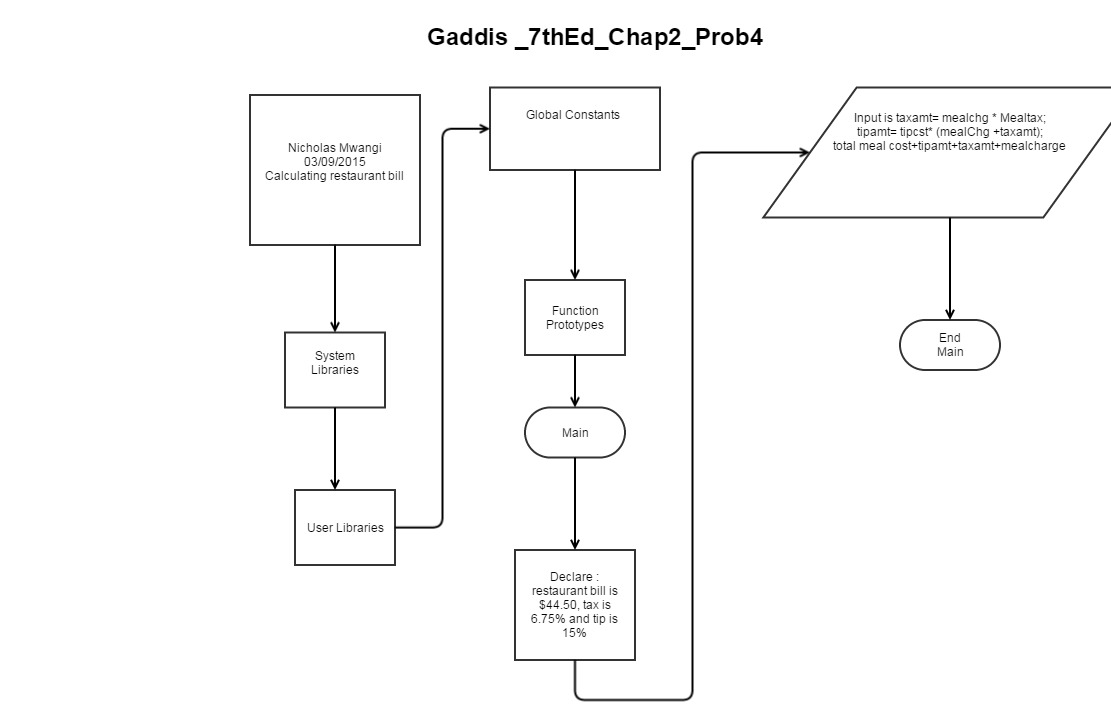 Gaddis _7thEd_Chap2_Prob4
Nicholas Mwangi
03/09/2015
Calculating restaurant bill
System
Libraries
User Libraries
Global Constants
Function
Prototypes
Main
Declare :
restaurant bill is
$44.50, tax is
6.75% and tip is
15%
Input is taxamt= mealchg * Mealtax;
tipamt= tipcst* (mealChg +taxamt);
total meal cost+tipamt+taxamt+mealcharge
End
Main